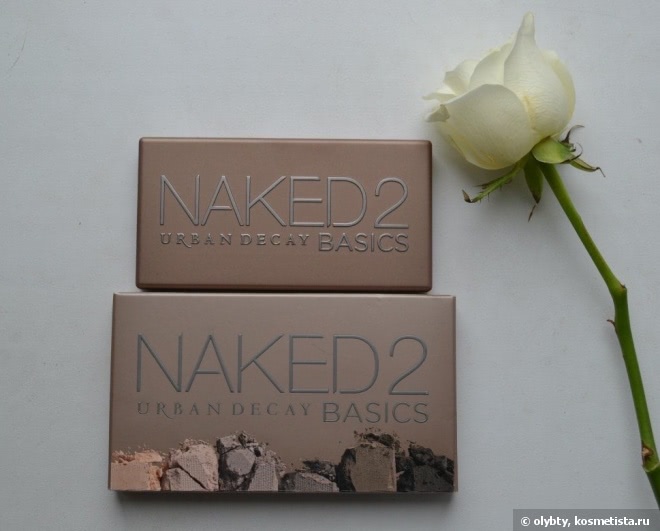 NAKED2
URBAN DECAY BASICS
NAKED2
URBAN DECAY BASICS
© olybty, kosmetista.ru